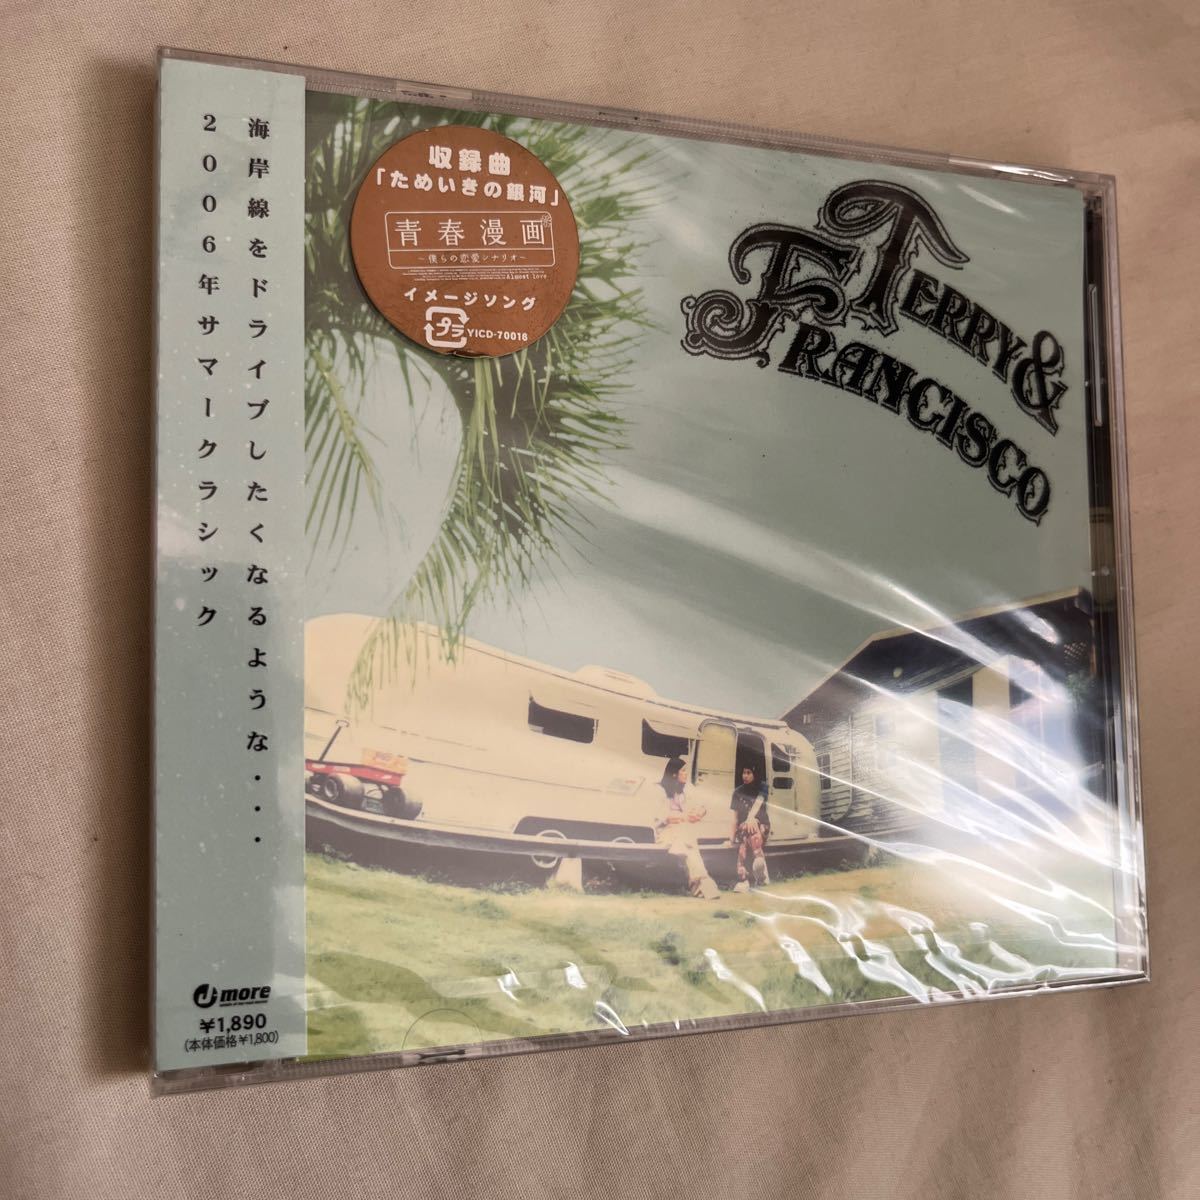 海岸線をドライブしたくなるような・・・
2006年サマークラシック
more
¥1,890
(本体価格¥1,800)
収録曲
「ためいきの銀河」
青春漫画
～僕らの恋愛シナリオ～
Almost Love
イメージソング
プラ
YICD-70016
TERRY&
FRANCISCO